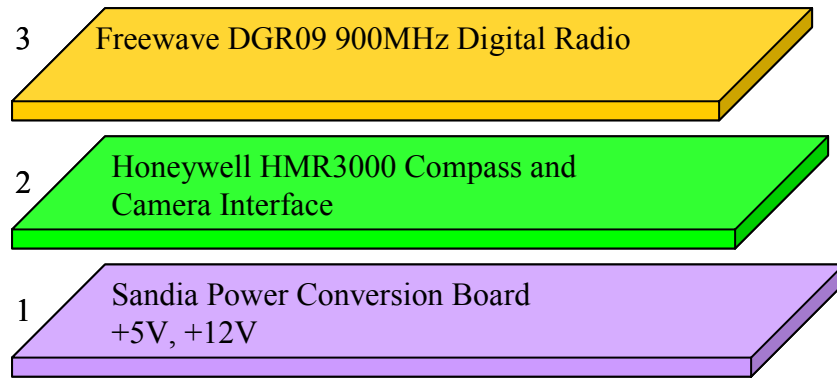 3 Freewave DGR09 900MHz Digital Radio
2 Honeywell HMR3000 Compass and
Camera Interface
1 Sandia Power Conversion Board
+5V, +12V